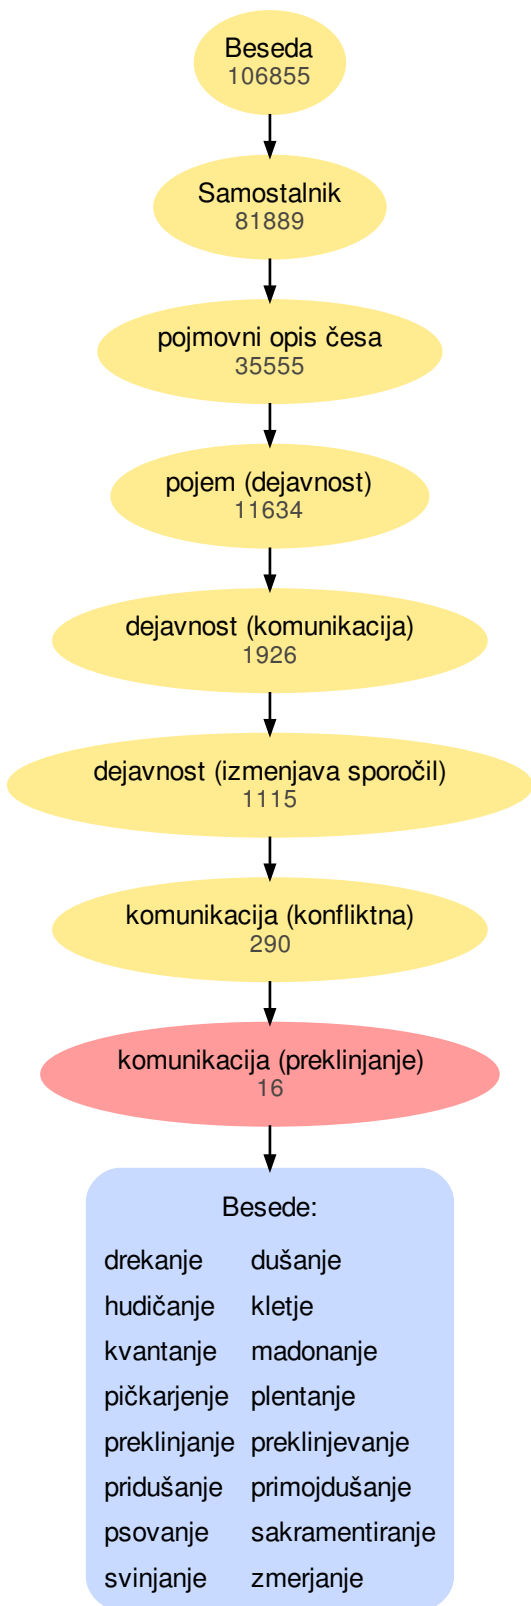 Beseda
106855
Samostalnik
81889
pojmovni opis česa
35555
pojem (dejavnost)
11634
dejavnost (komunikacija)
1926
dejavnost (izmenjava sporočil)
1115
komunikacija (konfliktna)
290
komunikacija (preklinjanje)
16
Besede:
drekanje dušanje
hudičanje kletje
kvantanje madonanje
pičkarjenje plentanje
preklinjanje preklinjevanje
pridušanje primojdušanje
psovanje sakramentiranje
svinjanje zmerjanje